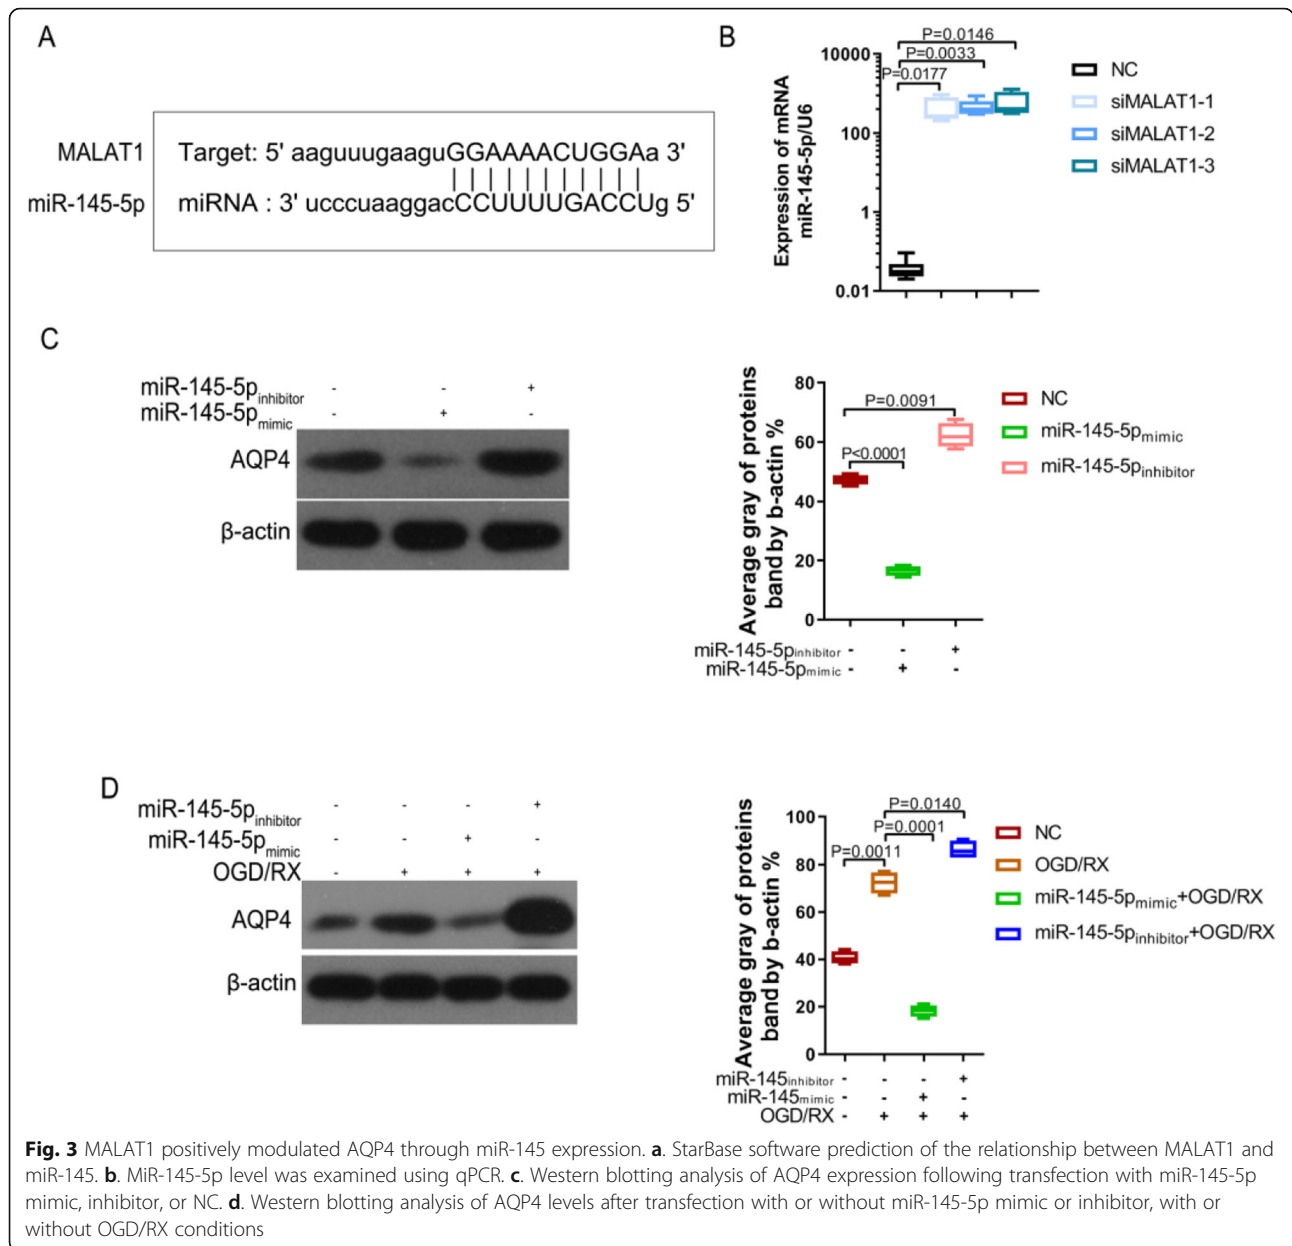 A
MALAT1 Target: 5' aaguuugaaguGGAAAACUGGAa 3'
miR-145-5p miRNA : 3' ucccuaaggacCCUUUUGACCUg 5'
B
Expression of mRNA
miR-145-5p/U6
10000
100
1
0.01
P=0.0146
P=0.0033
P=0.0177
NC
siMALAT1-1
siMALAT1-2
siMALAT1-3
C
miR-145-5pinhibitor - - +
miR-145-5pmimic - + -
AQP4
β-actin
Average gray of proteins
band by b-actin %
80
60
40
20
0
P=0.0091
P<0.0001
NC
miR-145-5pmimic
miR-145-5pinhibitor
miR-145-5pinhibitor - - +
miR-145-5pmimic - + -
D
miR-145-5pinhibitor - - - +
miR-145-5pmimic - - + -
OGD/RX - + + +
AQP4
β-actin
Average gray of proteins
band by b-actin %
100
80
60
40
20
0
P=0.0140
P=0.0001
P=0.0011
NC
OGD/RX
miR-145-5pmimic+OGD/RX
miR-145-5pinhibitor+OGD/RX
miR-145inhibitor - - - +
miR-145mimic - - + -
OGD/RX - + + +
Fig. 3 MALAT1 positively modulated AQP4 through miR-145 expression. a. StarBase software prediction of the relationship between MALAT1 and
miR-145. b. MiR-145-5p level was examined using qPCR. c. Western blotting analysis of AQP4 expression following transfection with miR-145-5p
mimic, inhibitor, or NC. d. Western blotting analysis of AQP4 levels after transfection with or without miR-145-5p mimic or inhibitor, with or
without OGD/RX conditions